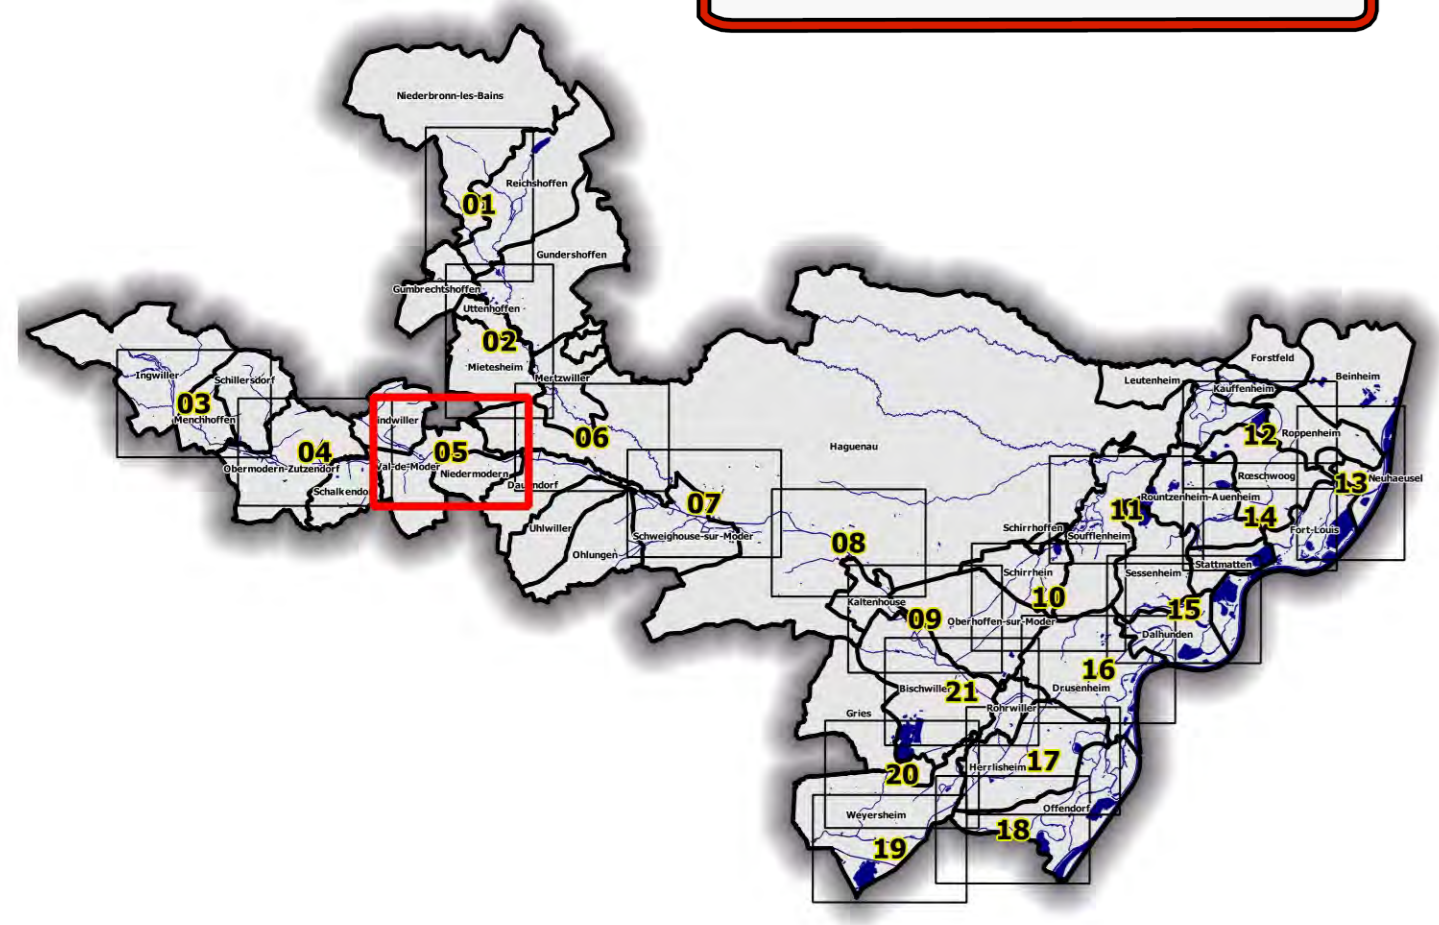 Niederbronn-les-Bains
Reichshoffen
01
Gundershoffen
Gumbrechtshoffen
Uttenhoffen
02
Mietesheim
Mertzwiller
Ingwiller
Schillersdorf
03
Menchhoffen
indwiller
04
05
06
Obermodern-Zutzendorf
Val-de-Moder
Niedermodern
Schalkendorf
Dauendorf
Uhlwiller
Ohlungen
07
Schweighouse-sur-Moder
Haguenau
08
Leutenheim
Forstfeld
Beinheim
Kauffenheim
12
Roppenheim
Rœschwoog
13
Neuhaeusel
Rountzenheim-Auenheim
11
14
Fort-Louis
Schirrhoffen
Soufflenheim
Stattmatten
Schirrhein
Sessenheim
10
Kaltenhouse
09
Oberhoffen-sur-Moder
15
Dalhunden
16
Bischwiller
21
Drusenheim
Rohrwiller
Gries
20
Herrlisheim
17
Weyersheim
Offendorf
18
19